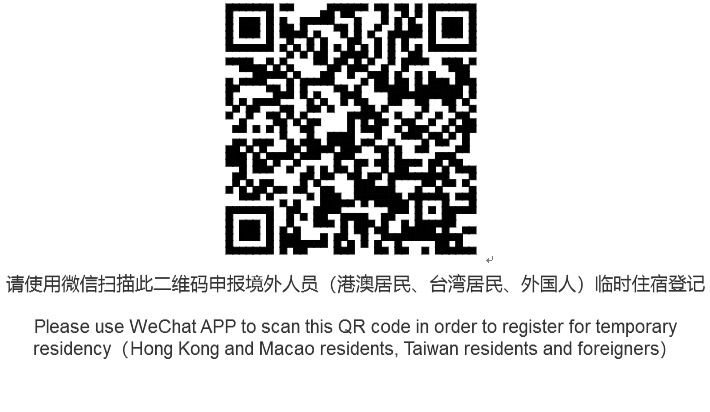 请使用微信扫描此二维码申报境外人员（港澳居民、台湾居民、外国人）临时住宿登记
Please use WeChat APP to scan this QR code in order to register for temporary
residency（Hong Kong and Macao residents, Taiwan residents and foreigners）